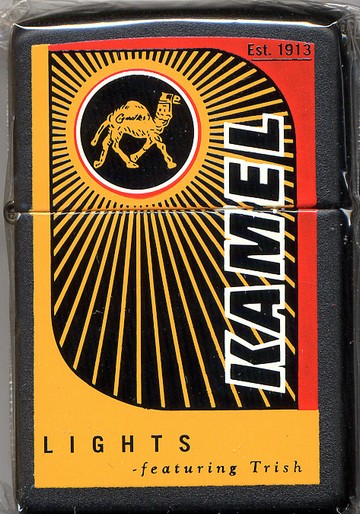 Est. 1913
KAMEL
LIGHTS
-featuring Trish